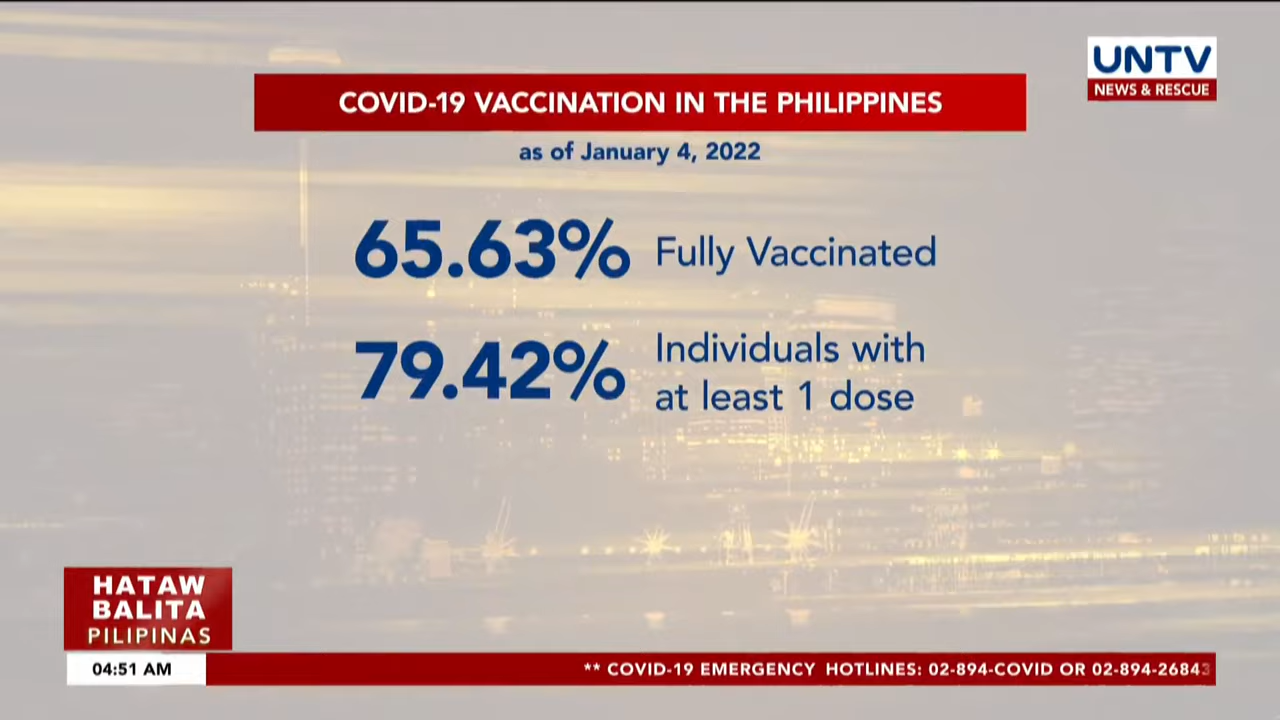 UNTV
NEWS & RESCUE
COVID-19 VACCINATION IN THE PHILIPPINES
as of January 4, 2022
65.63% Fully Vaccinated
79.42% Individuals with
at least 1 dose
HATAW
BALITA
PILIPINAS
04:51 AM
** COVID-19 EMERGENCY HOTLINES: 02-894-COVID OR 02-894-26843